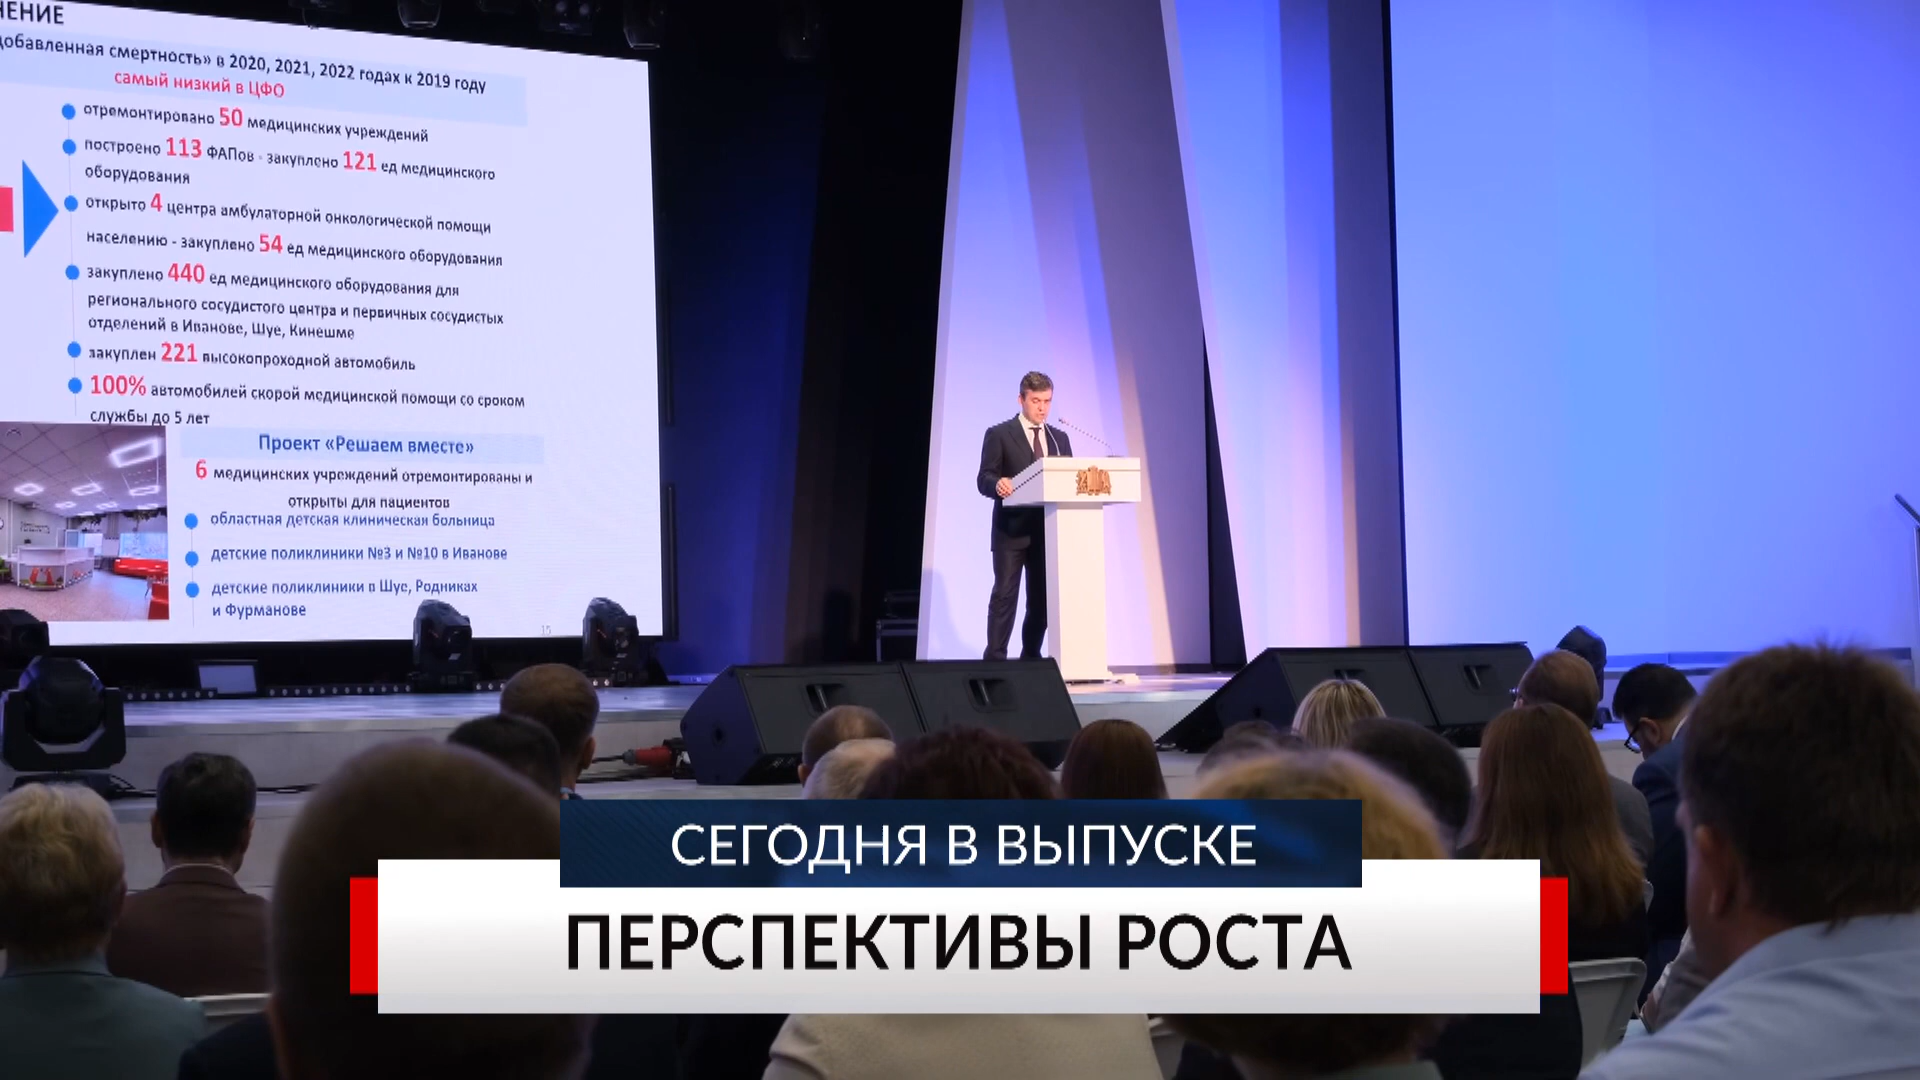 «добавленная смертность» в 2020, 2021, 2022 годах к 2019 году
самый низкий в ЦФО
отремонтировано 50 медицинских учреждений
построено 113 ФАПов - закуплено 121 ед медицинского
оборудования
открыто 4 центра амбулаторной онкологической помощи
населению - закуплено 54 ед медицинского оборудования
закуплено 440 ед медицинского оборудования для
регионального сосудистого центра и первичных сосудистых
отделений в Иванове, Шуе, Кинешме
закуплен 221 высокопроходной автомобиль
100% автомобилей скорой медицинской помощи со сроком
службы до 5 лет
Проект «Решаем вместе»
6 медицинских учреждений отремонтированы и
открыты для пациентов
областная детская клиническая больница
детские поликлиники №3 и №10 в Иванове
детские поликлиники в Шуе, Родниках
и Фурманове
15
СЕГОДНЯ В ВЫПУСКЕ
ПЕРСПЕКТИВЫ РОСТА